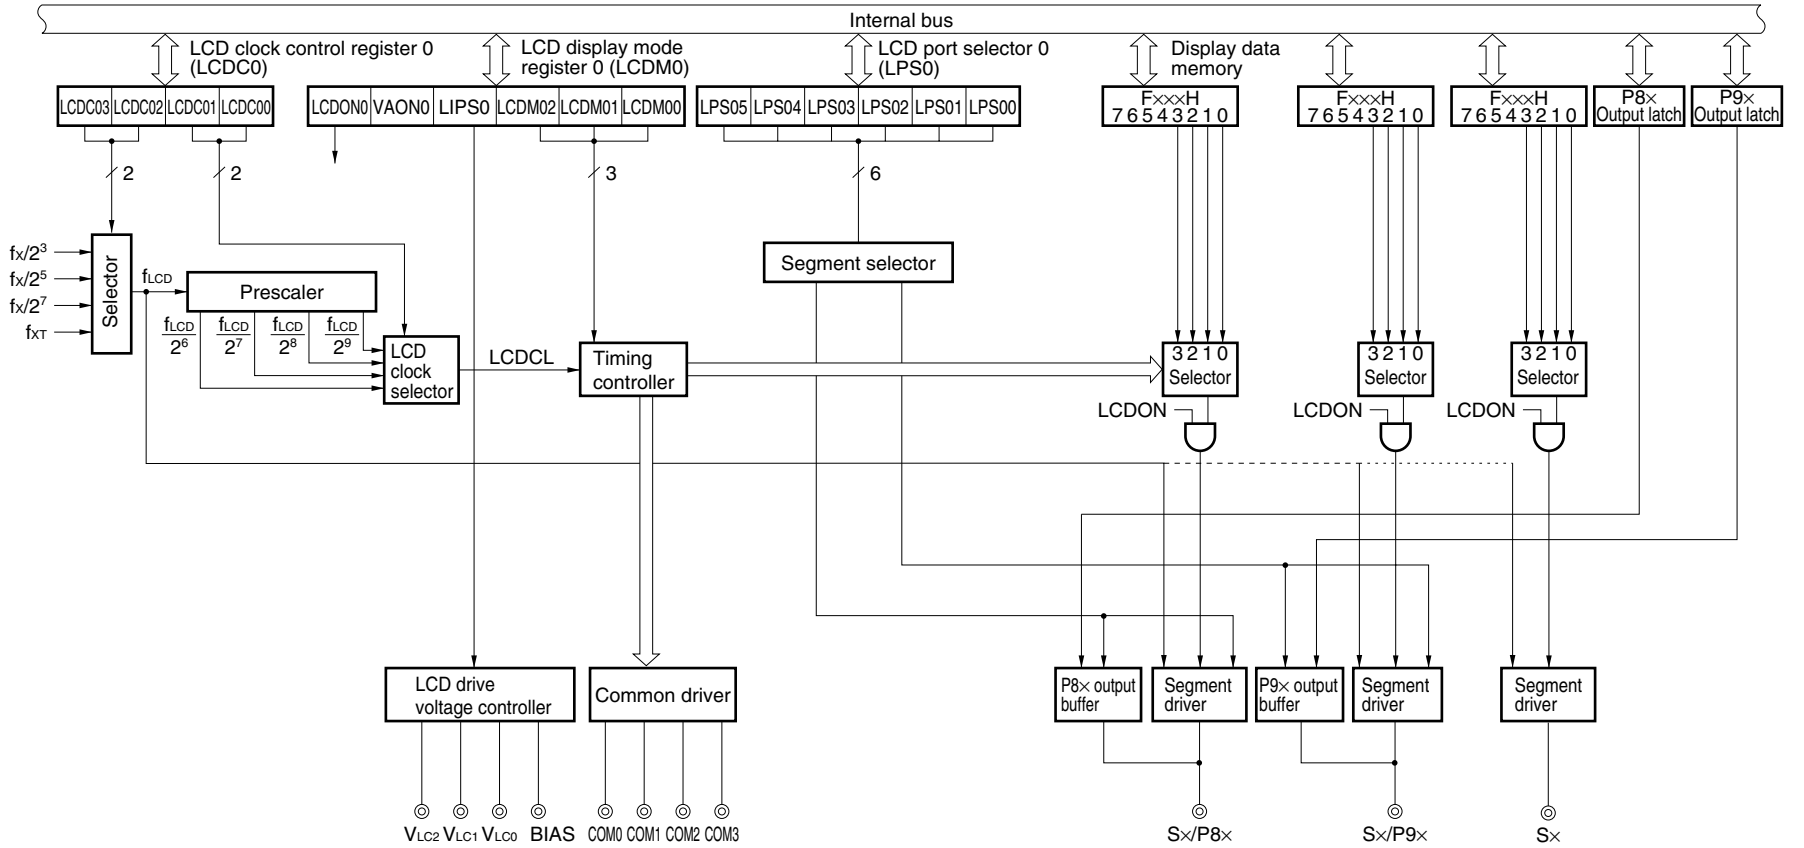 Internal bus
LCD clock control register 0
(LCDC0)
LCD display mode
register 0 (LCDM0)
LCD port selector 0
(LPS0)
Display data
memory
LCDC03 LCDC02 LCDC01 LCDC00
LCDON0 VAON0 LIPS0 LCDM02 LCDM01 LCDM00
LPS05 LPS04 LPS03 LPS02 LPS01 LPS00
F×××H
7 6 5 4 3 2 1 0
F×××H
7 6 5 4 3 2 1 0
F×××H
7 6 5 4 3 2 1 0
P8×
Output latch
P9×
Output latch
2
2
3
6
fX/2³
fX/2⁵
fX/2⁷
fXT
Selector
fLCD
Prescaler
fLCD/2⁶
fLCD/2⁷
fLCD/2⁸
fLCD/2⁹
LCD
clock
selector
LCDCL
Timing
controller
Segment selector
3 2 1 0
Selector
3 2 1 0
Selector
3 2 1 0
Selector
LCDON
LCDON
LCDON
LCD drive
voltage controller
Common driver
P8× output
buffer
Segment
driver
P9× output
buffer
Segment
driver
Segment
driver
VLC2 VLC1 VLC0 BIAS
COM0 COM1 COM2 COM3
S×/P8×
S×/P9×
S×